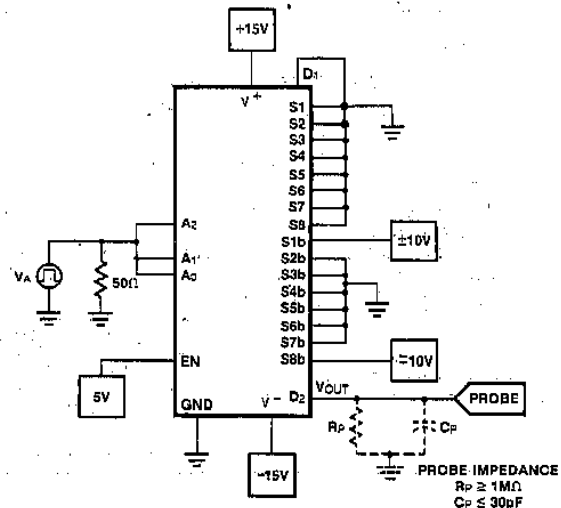 +15V
D1
V+
S1
S2
S3
S4
S5
S6
S7
S8
S1b
±10V
S2b
S3b
S4b
S5b
S6b
S7b
S8b
∓10V
A2
A1
A0
VA
50Ω
EN
5V
GND
V-
D2
VOUT
PROBE
RP
CP
-15V
PROBE IMPEDANCE
RP ≥ 1MΩ
CP ≤ 30pF